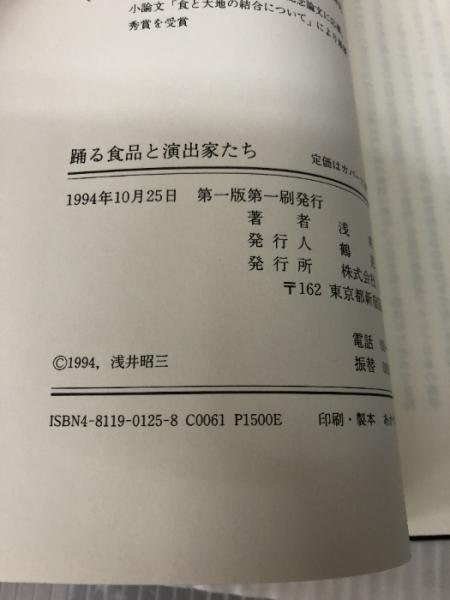 小論文「食と大地の結合について」により
秀賞を受賞
踊る食品と演出家たち
定価はカバー
1994年10月25日 第一版第一刷発行
著者 浅
発行人 鶴
発行所 株式会社
〒162 東京都新宿
電話
©1994, 浅井昭三
振替
ISBN4-8119-0125-8 C0061 P1500E 印刷・製本